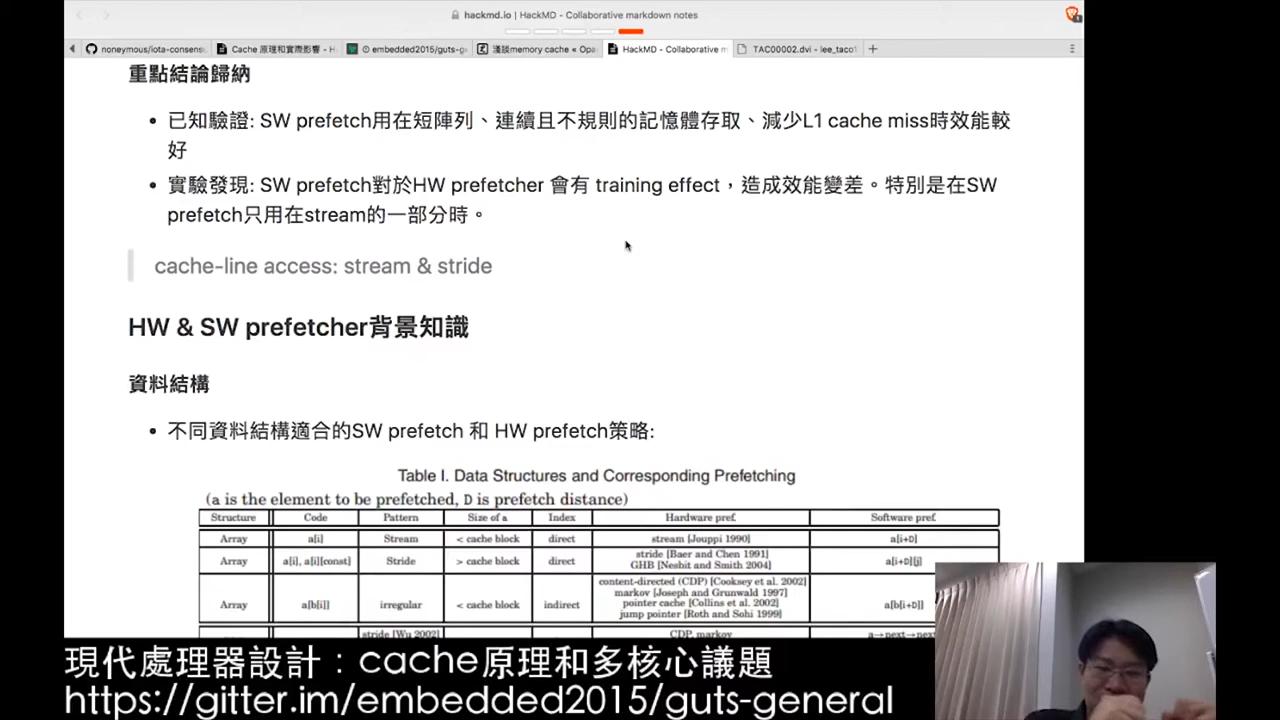 hackmd.io | HackMD - Collaborative markdown notes
noneymous/iota-consensu
Cache 原理和實際影響 - H
embedded2015/guts-g
淺談memory cache « Opa
HackMD - Collaborative m
TAC00002.dvi - lee_taco1
重點結論歸納
• 已知驗證: SW prefetch用在短陣列、連續且不規則的記憶體存取、減少L1 cache miss時效能較
好
• 實驗發現: SW prefetch對於HW prefetcher 會有 training effect，造成效能變差。特別是在SW
prefetch只用在stream的一部分時。
cache-line access: stream & stride
HW & SW prefetcher背景知識
資料結構
• 不同資料結構適合的SW prefetch 和 HW prefetch策略:
Table I. Data Structures and Corresponding Prefetching
(a is the element to be prefetched, D is prefetch distance)
Structure Code Pattern Size of a Index Hardware pref. Software pref.
Array a[i] Stream < cache block direct stream [Jouppi 1990] a[i+D]
Array a[i], a[i][const] Stride > cache block direct stride [Baer and Chen 1991] a[i+D][j]
GHB [Nesbit and Smith 2004]
content-directed (CDP) [Cooksey et al. 2002]
markov [Joseph and Grunwald 1997]
Array a[b[i]] irregular < cache block indirect pointer cache [Collins et al. 2002] a[b[i+D]]
jump pointer [Roth and Sohi 1999]
stride [Wu 2002] CDP, markov a→next→next
現代處理器設計：cache原理和多核心議題
https://gitter.im/embedded2015/guts-general